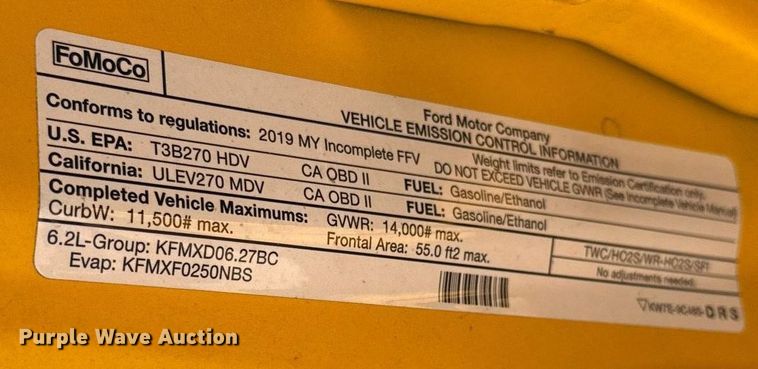 FoMoCo
Ford Motor Company
VEHICLE EMISSION CONTROL INFORMATION
Conforms to regulations: 2019 MY Incomplete FFV
Weight limits refer to Emission Certification only.
DO NOT EXCEED VEHICLE GVWR (See Incomplete Vehicle Manual)
U.S. EPA: T3B270 HDV CA OBD II FUEL: Gasoline/Ethanol
California: ULEV270 MDV CA OBD II FUEL: Gasoline/Ethanol
Completed Vehicle Maximums: GVWR: 14,000# max.
CurbW: 11,500# max. Frontal Area: 55.0 ft2 max.
6.2L-Group: KFMXD06.27BC
Evap: KFMXF0250NBS
TWC/HO2S/WR-HO2S/SFI
No adjustments needed.
KW7E-9C485- DRS
Purple Wave Auction